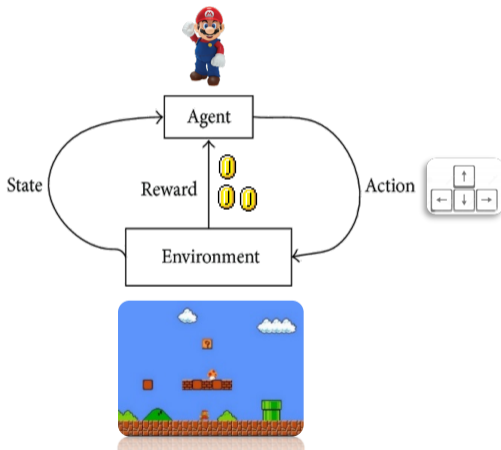 Agent
State
Reward
Action
↑
← ↓ →
Environment
?